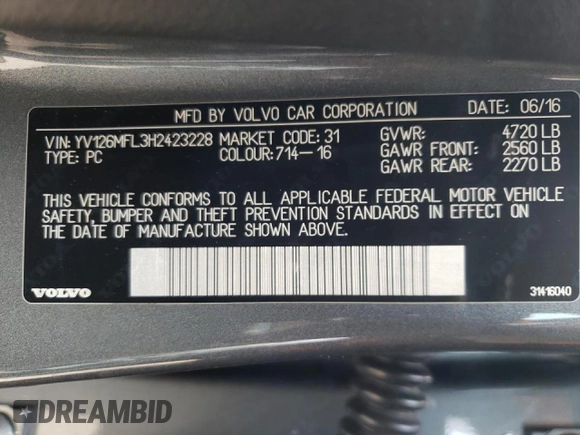 MFD BY VOLVO CAR CORPORATION DATE: 06/16
VIN: YV126MFL3H2423228 MARKET CODE: 31 GVWR: 4720 LB
TYPE: PC COLOUR:714-16 GAWR FRONT: 2560 LB
GAWR REAR: 2270 LB
THIS VEHICLE CONFORMS TO ALL APPLICABLE FEDERAL MOTOR VEHICLE
SAFETY, BUMPER AND THEFT PREVENTION STANDARDS IN EFFECT ON
THE DATE OF MANUFACTURE SHOWN ABOVE.
VOLVO 31416040
DREAMBID